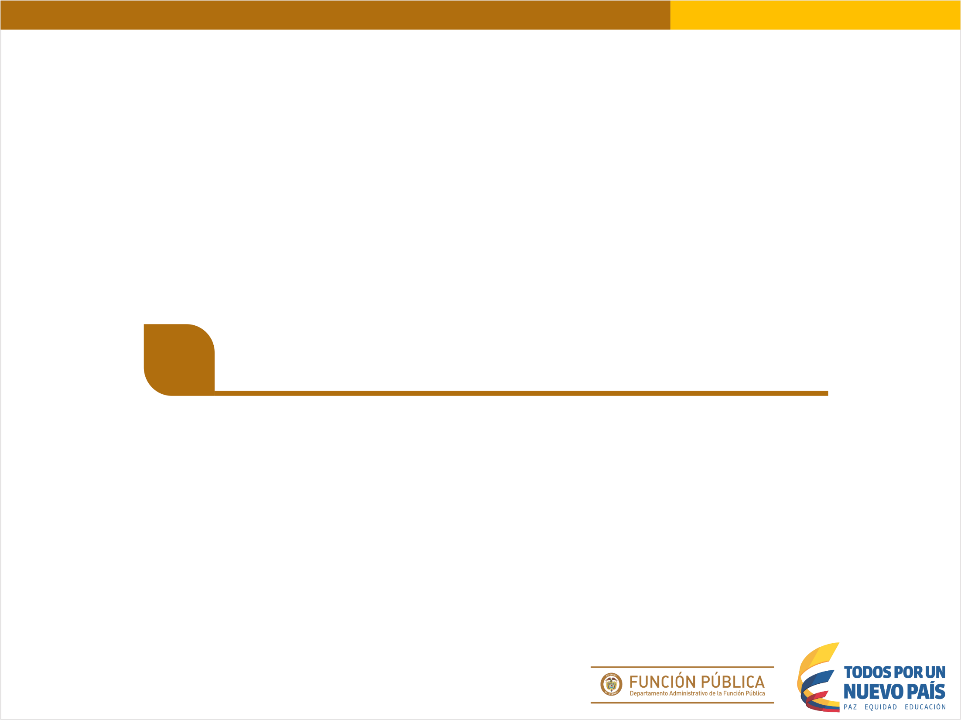 FUNCIÓN PÚBLICA
Departamento Administrativo de la Función Pública
TODOS POR UN
NUEVO PAÍS
PAZ EQUIDAD EDUCACIÓN